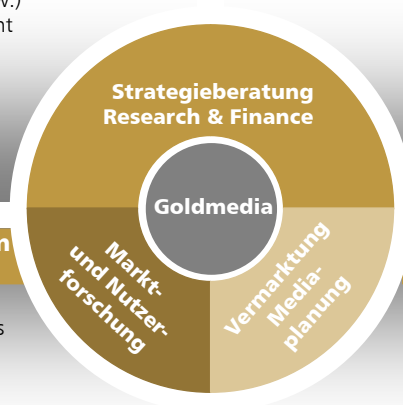 Strategieberatung
Research & Finance
Goldmedia
Markt-
und Nutzer-
forschung
Vermarktung
Media-
planung